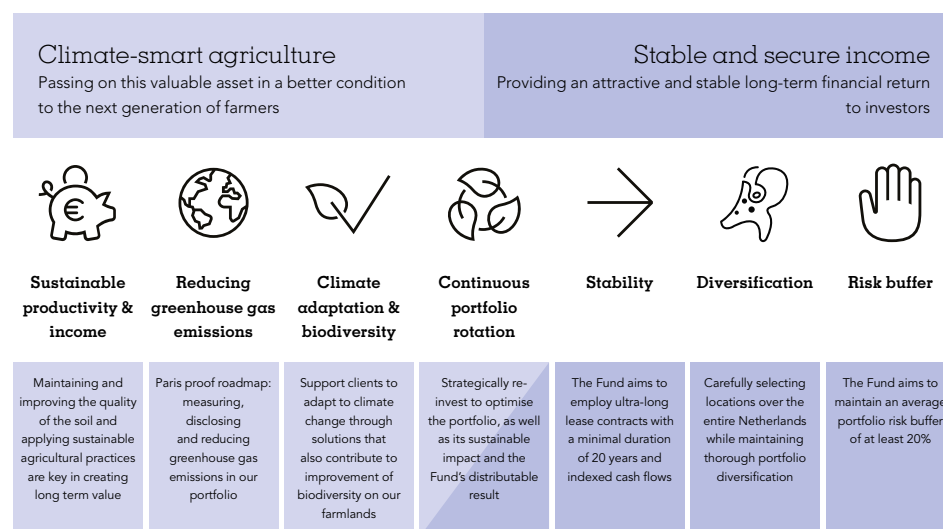 Climate-smart agriculture
Passing on this valuable asset in a better condition
to the next generation of farmers
Stable and secure income
Providing an attractive and stable long-term financial return
to investors
€
Sustainable
productivity &
income
Reducing
greenhouse gas
emissions
Climate
adaptation &
biodiversity
Continuous
portfolio
rotation
Stability
Diversification
Risk buffer
Maintaining and
improving the quality
of the soil and
applying sustainable
agricultural practices
are key in creating
long term value
Paris proof roadmap:
measuring,
disclosing
and reducing
greenhouse gas
emissions in our
portfolio
Support clients to
adapt to climate
change through
solutions that
also contribute to
improvement of
biodiversity on our
farmlands
Strategically re-
invest to optimise
the portfolio, as well
as its sustainable
impact and the
Fund's distributable
result
The Fund aims to
employ ultra-long
lease contracts with
a minimal duration
of 20 years and
indexed cash flows
Carefully selecting
locations over the
entire Netherlands
while maintaining
thorough portfolio
diversification
The Fund aims to
maintain an average
portfolio risk buffer
of at least 20%